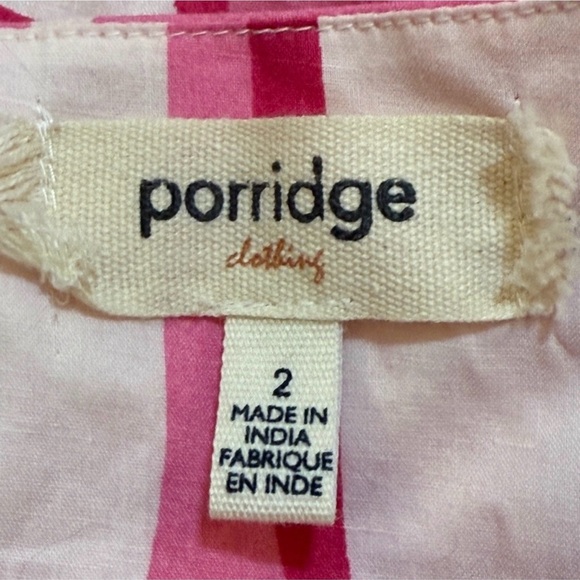 porridge
clothing
2
MADE IN
INDIA
FABRIQUE
EN INDE